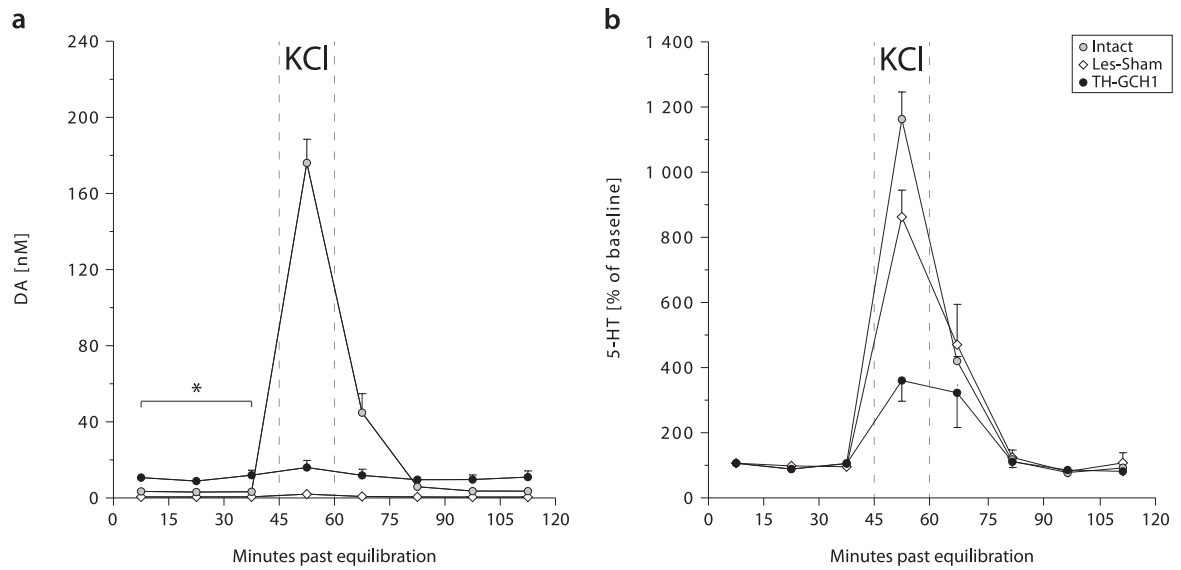 a
240
200
160
120
80
40
0
DA [nM]
KCl
*
0 15 30 45 60 75 90 105 120
Minutes past equilibration
b
1 400
1 200
1 000
800
600
400
200
0
5-HT [% of baseline]
KCl
Intact
Les-Sham
TH-GCH1
0 15 30 45 60 75 90 105 120
Minutes past equilibration